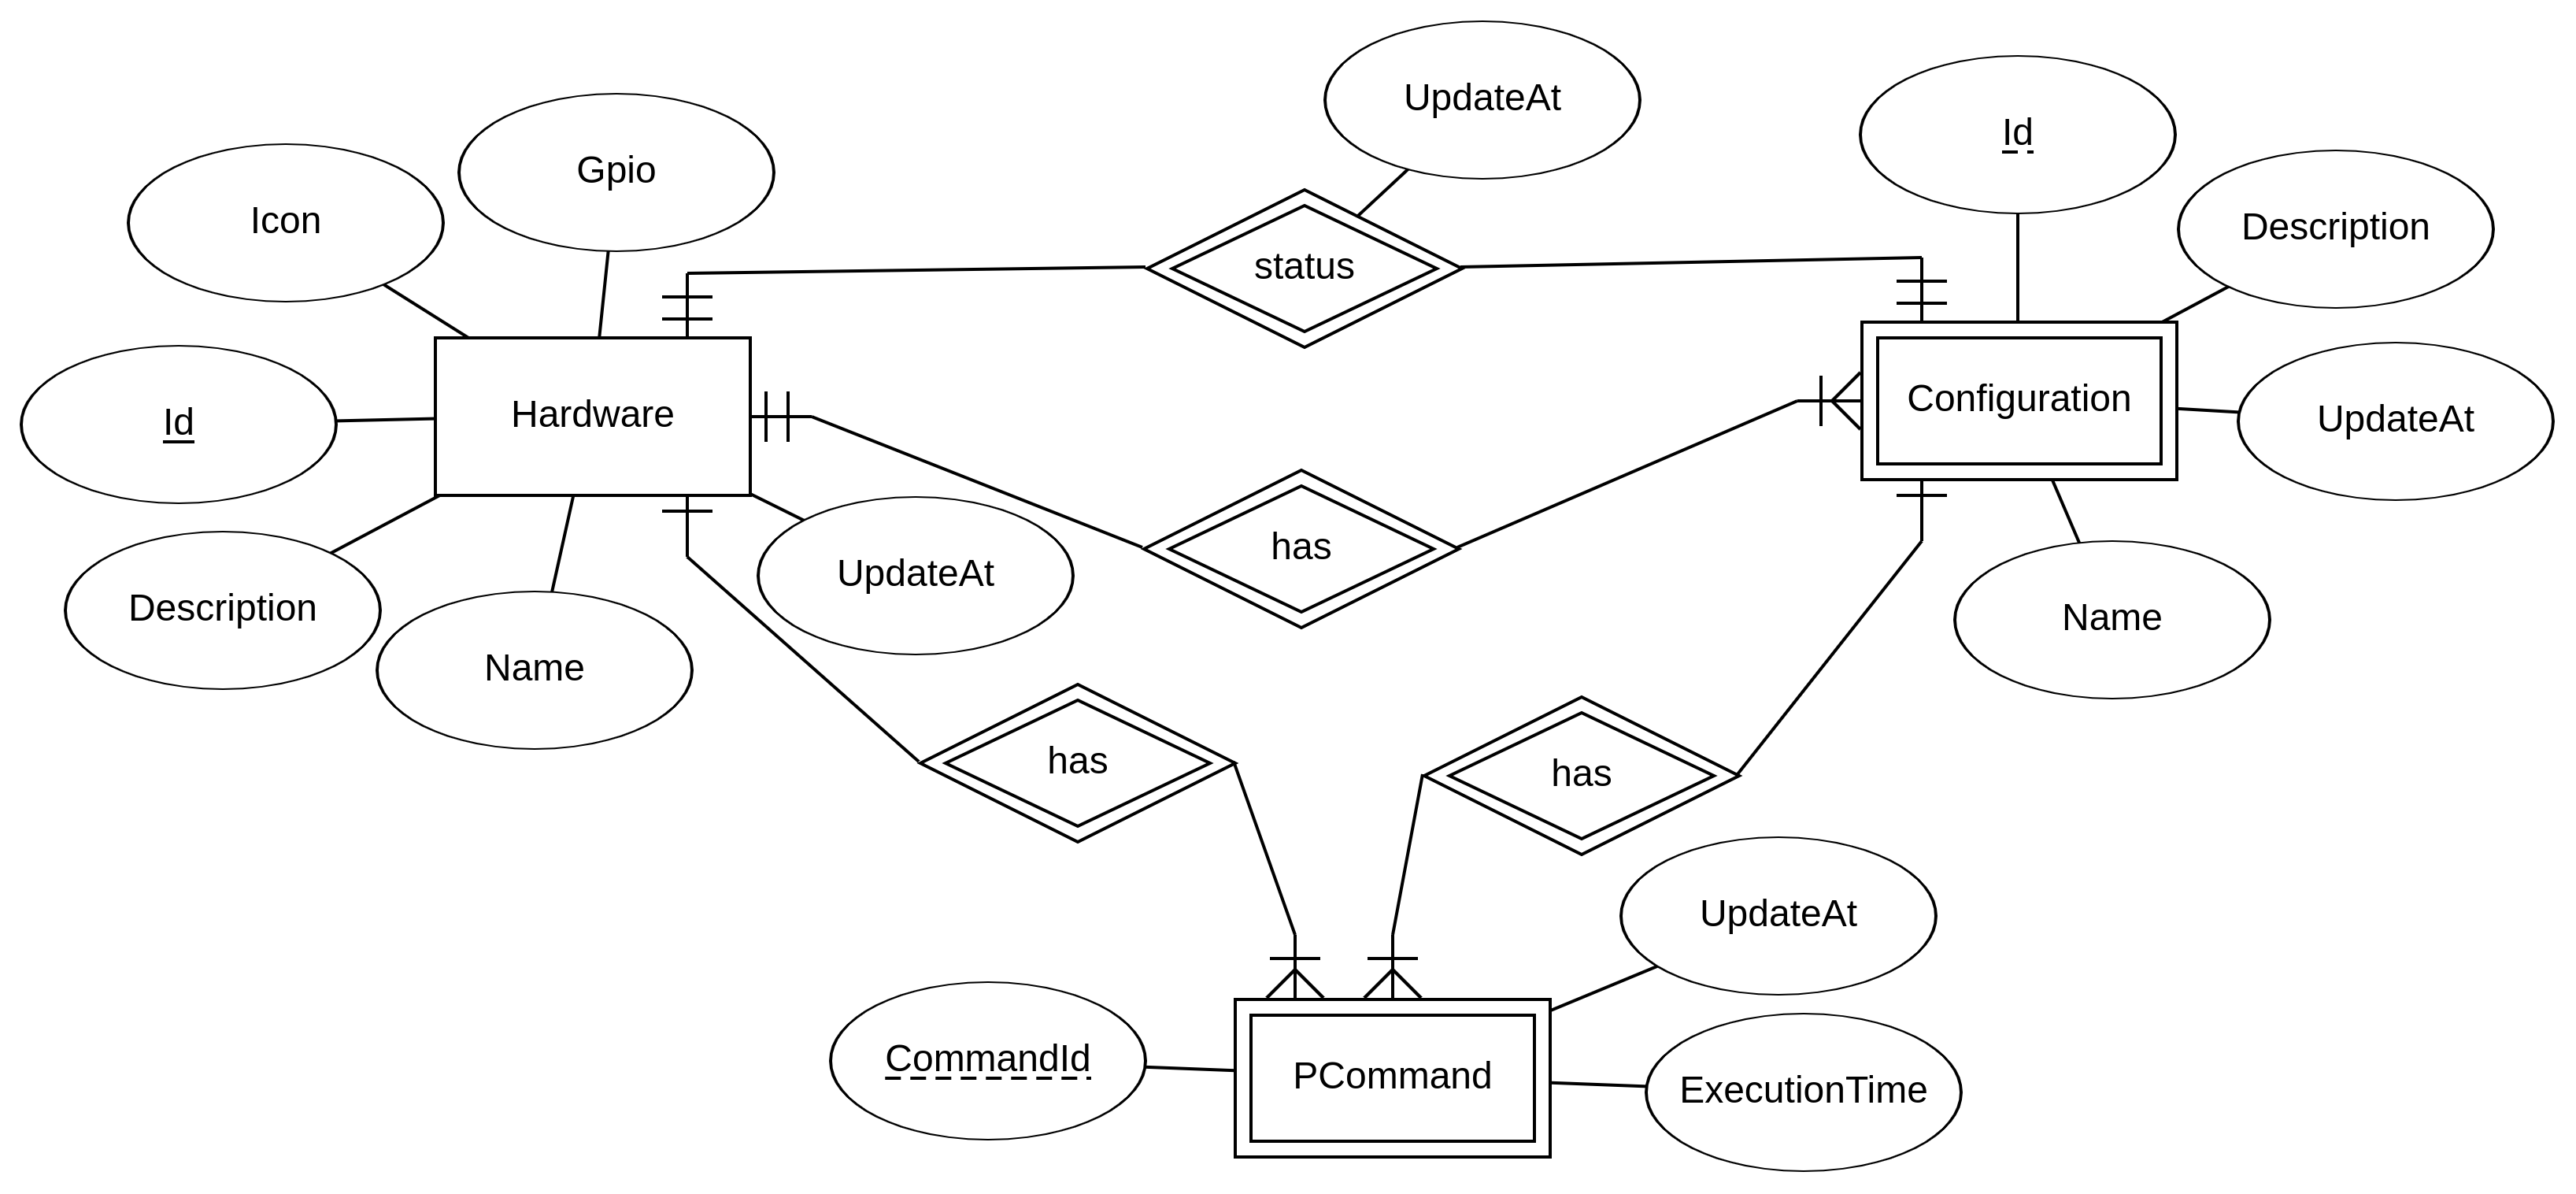 UpdateAt
Id
Gpio
Icon
Description
status
Configuration
Hardware
UpdateAt
Id
has
UpdateAt
Description
Name
Name
has
has
UpdateAt
CommandId
PCommand
ExecutionTime